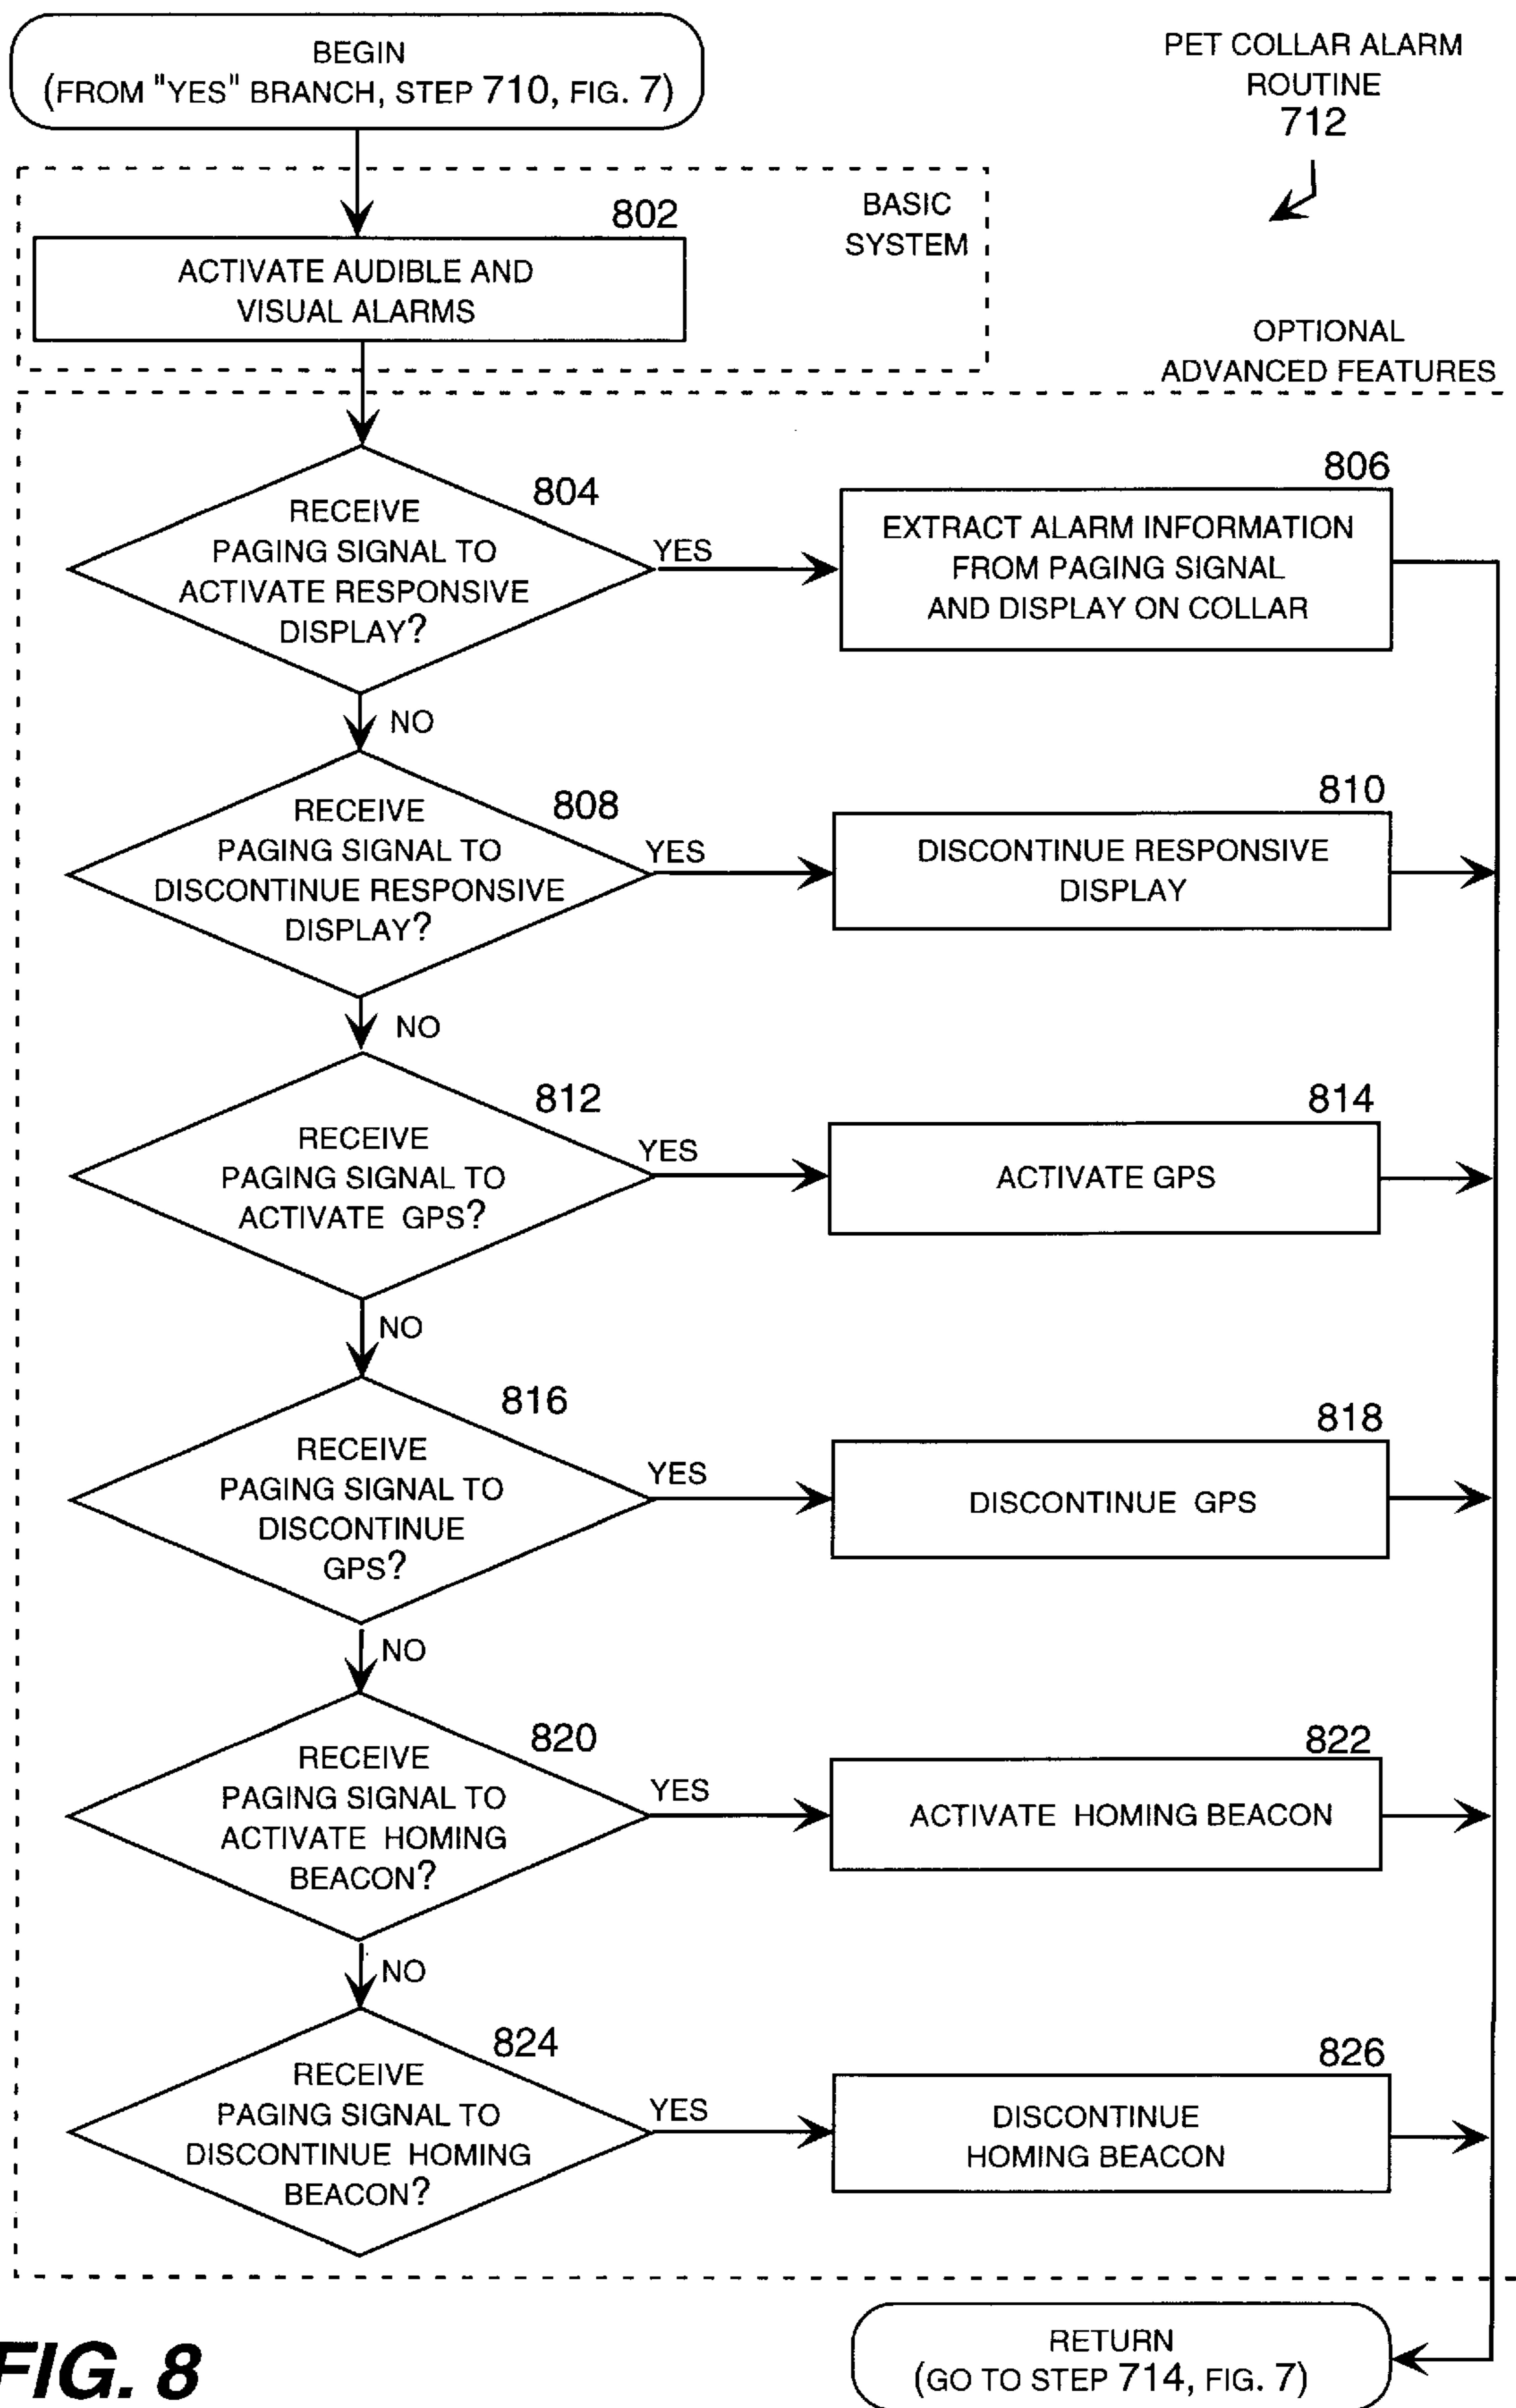 BEGIN
(FROM "YES" BRANCH, STEP 710, FIG. 7)
PET COLLAR ALARM
ROUTINE
712
BASIC
SYSTEM
802
ACTIVATE AUDIBLE AND
VISUAL ALARMS
OPTIONAL
ADVANCED FEATURES
804
RECEIVE
PAGING SIGNAL TO
ACTIVATE RESPONSIVE
DISPLAY?
YES
806
EXTRACT ALARM INFORMATION
FROM PAGING SIGNAL
AND DISPLAY ON COLLAR
NO
808
RECEIVE
PAGING SIGNAL TO
DISCONTINUE RESPONSIVE
DISPLAY?
YES
810
DISCONTINUE RESPONSIVE
DISPLAY
NO
812
RECEIVE
PAGING SIGNAL TO
ACTIVATE GPS?
YES
814
ACTIVATE GPS
NO
816
RECEIVE
PAGING SIGNAL TO
DISCONTINUE
GPS?
YES
818
DISCONTINUE GPS
NO
820
RECEIVE
PAGING SIGNAL TO
ACTIVATE HOMING
BEACON?
YES
822
ACTIVATE HOMING BEACON
NO
824
RECEIVE
PAGING SIGNAL TO
DISCONTINUE HOMING
BEACON?
YES
826
DISCONTINUE
HOMING BEACON
RETURN
(GO TO STEP 714, FIG. 7)
FIG. 8